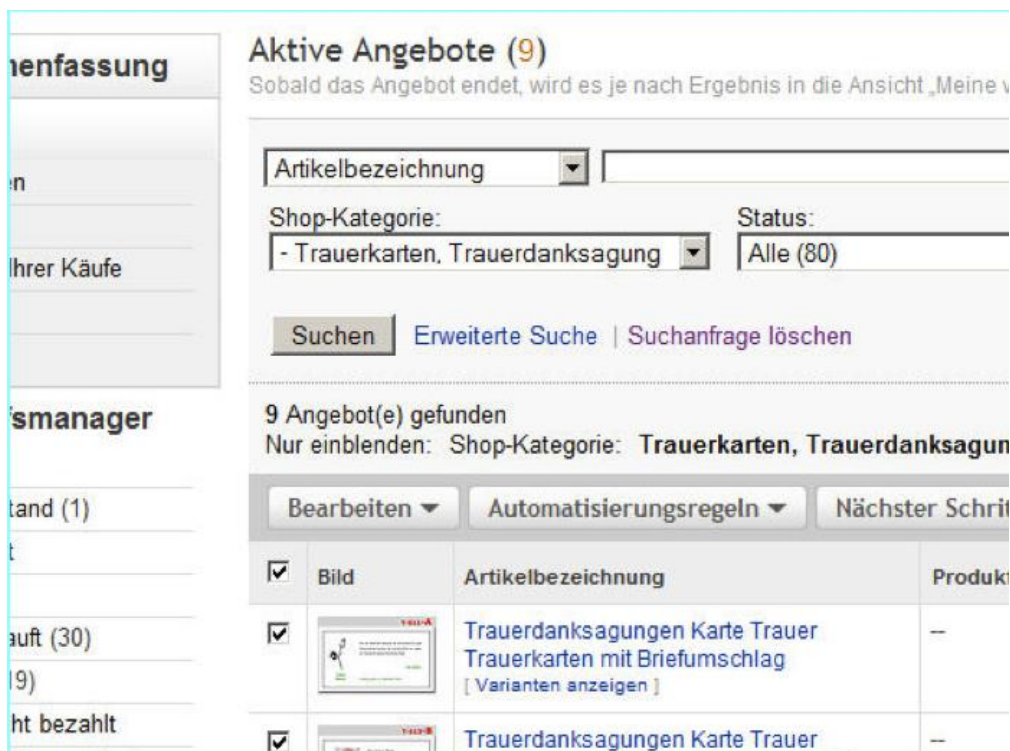 enfassung
en
Ihrer Käufe
fsmanager
tand (1)
t
auft (30)
19)
ht bezahlt
Aktive Angebote (9)
Sobald das Angebot endet, wird es je nach Ergebnis in die Ansicht „Meine v
Artikelbezeichnung
Shop-Kategorie:
Status:
- Trauerkarten, Trauerdanksagung
Alle (80)
Suchen Erweiterte Suche | Suchanfrage löschen
9 Angebot(e) gefunden
Nur einblenden: Shop-Kategorie: Trauerkarten, Trauerdanksagun
Bearbeiten Automatisierungsregeln Nächster Schrit
Bild Artikelbezeichnung Produkt
Trauerdanksagungen Karte Trauer
Trauerkarten mit Briefumschlag
[ Varianten anzeigen ]
--
Trauerdanksagungen Karte Trauer
--